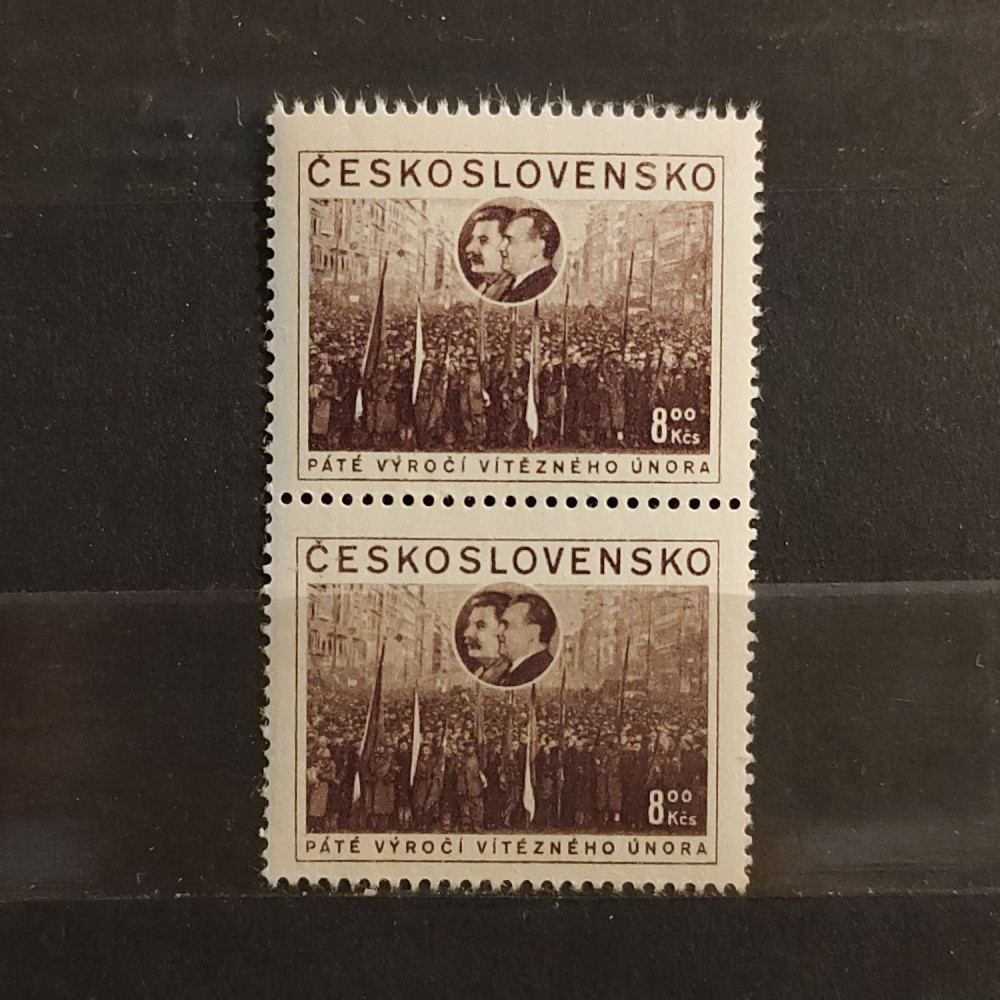 ČESKOSLOVENSKO
8⁰⁰
Kčs
PÁTÉ VÝROČÍ VÍTĚZNÉHO ÚNORA
ČESKOSLOVENSKO
8⁰⁰
Kčs
PÁTÉ VÝROČÍ VÍTĚZNÉHO ÚNORA